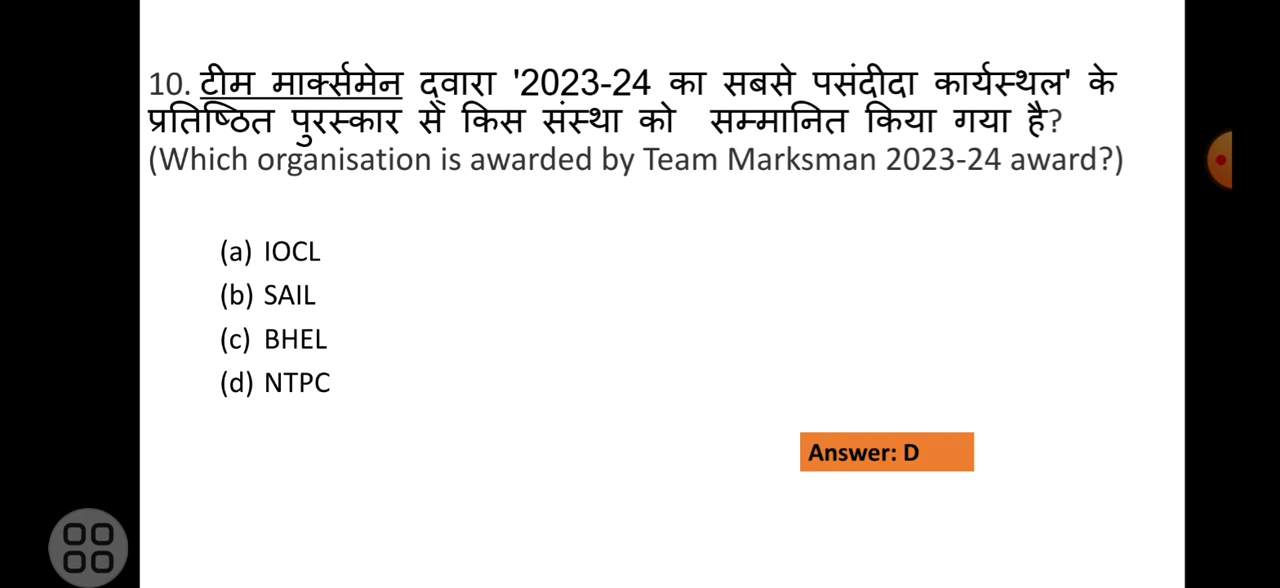 10. टीम मार्क्समेन द्वारा '2023-24 का सबसे पसंदीदा कार्यस्थल' के
प्रतिष्ठित पुरस्कार से किस संस्था को सम्मानित किया गया है?
(Which organisation is awarded by Team Marksman 2023-24 award?)
(a) IOCL
(b) SAIL
(c) BHEL
(d) NTPC
Answer: D